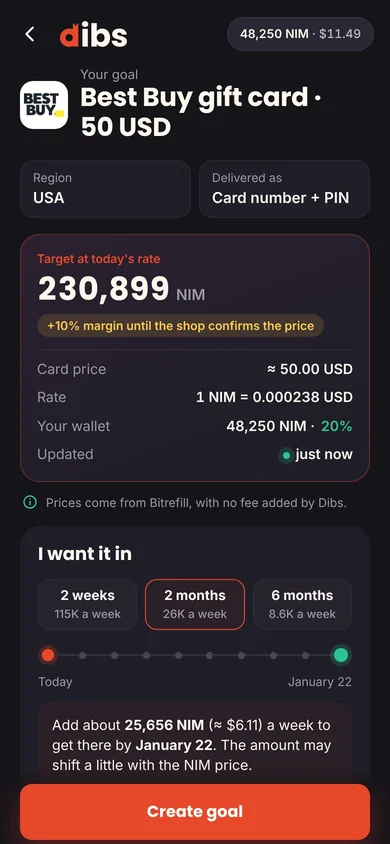 dibs
48,250 NIM · $11.49
Your goal
BEST BUY
Best Buy gift card ·
50 USD
Region
USA
Delivered as
Card number + PIN
Target at today's rate
230,899 NIM
+10% margin until the shop confirms the price
Card price ≈ 50.00 USD
Rate 1 NIM = 0.000238 USD
Your wallet 48,250 NIM · 20%
Updated just now
Prices come from Bitrefill, with no fee added by Dibs.
I want it in
2 weeks
115K a week
2 months
26K a week
6 months
8.6K a week
Today January 22
Add about 25,656 NIM (≈ $6.11) a week to
get there by January 22. The amount may
shift a little with the NIM price.
Create goal